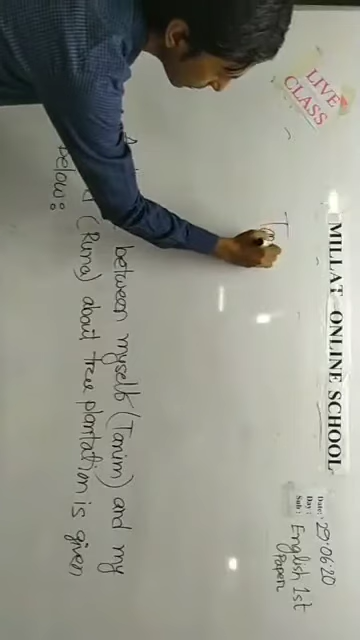 LIVE
CLASS
MILLAT ONLINE SCHOOL
Date: 29.06.20
Day:
Sub: English 1st
Paper
between myself (Tanim) and my
(Runa) about tree plantation is given
below: